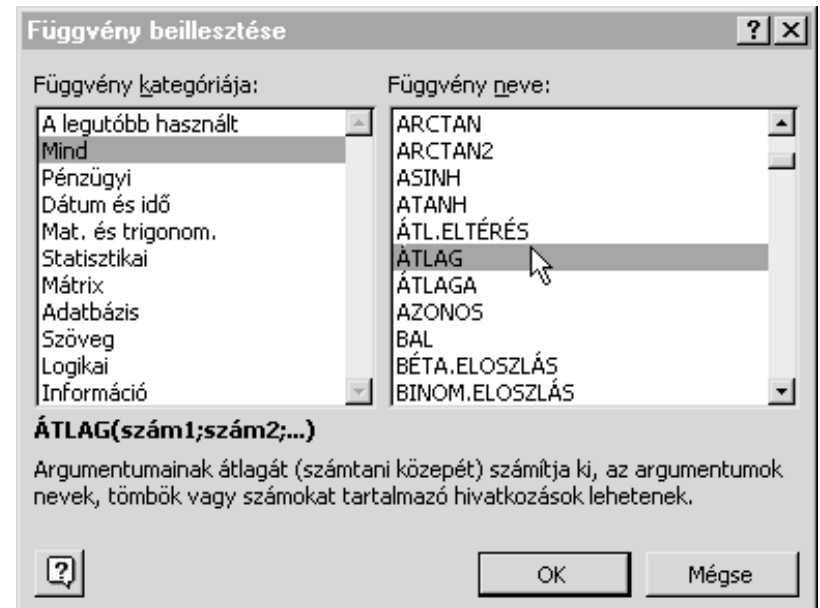 Függvény beillesztése
Függvény kategóriája:
A legutóbb használt
Mind
Pénzügyi
Dátum és idő
Mat. és trigonom.
Statisztikai
Mátrix
Adatbázis
Szöveg
Logikai
Információ
Függvény neve:
ARCTAN
ARCTAN2
ASINH
ATANH
ÁTL.ELTÉRÉS
ÁTLAG
ÁTLAGA
AZONOS
BAL
BÉTA.ELOSZLÁS
BINOM.ELOSZLÁS
ÁTLAG(szám1;szám2;...)
Argumentumainak átlagát (számtani közepét) számítja ki, az argumentumok
nevek, tömbök vagy számokat tartalmazó hivatkozások lehetenek.
OK
Mégse